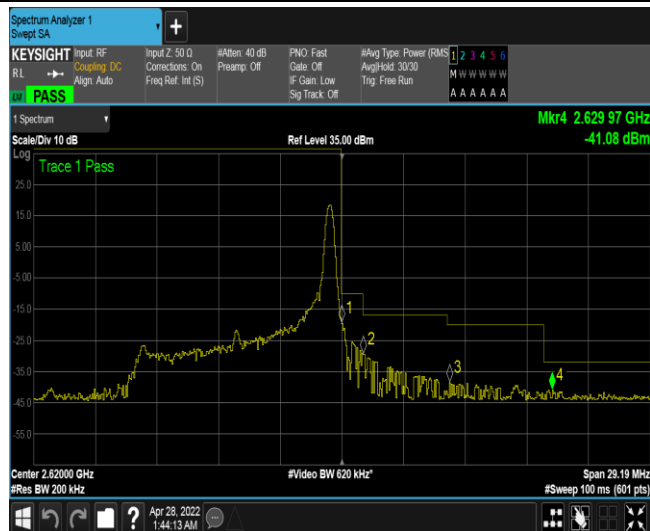 Spectrum Analyzer 1
Swept SA
+
KEYSIGHT
RL
LV PASS
Input: RF
Coupling: DC
Align: Auto
Input Z: 50 Ω
Corrections: On
Freq Ref: Int (S)
#Atten: 40 dB
Preamp: Off
PNO: Fast
Gate: Off
IF Gain: Low
Sig Track: Off
#Avg Type: Power (RMS
Avg|Hold: 30/30
Trig: Free Run
1 2 3 4 5 6
M W W W W W
A A A A A A
1 Spectrum
Mkr4 2.629 97 GHz
Scale/Div 10 dB
Ref Level 35.00 dBm
-41.08 dBm
Log
Trace 1 Pass
25.0
15.0
5.00
-5.00
-15.0
-25.0
-35.0
-45.0
-55.0
1
2
3
4
Center 2.62000 GHz
#Video BW 620 kHz*
Span 29.19 MHz
#Res BW 200 kHz
#Sweep 100 ms (601 pts)
?
Apr 28, 2022
1:44:13 AM